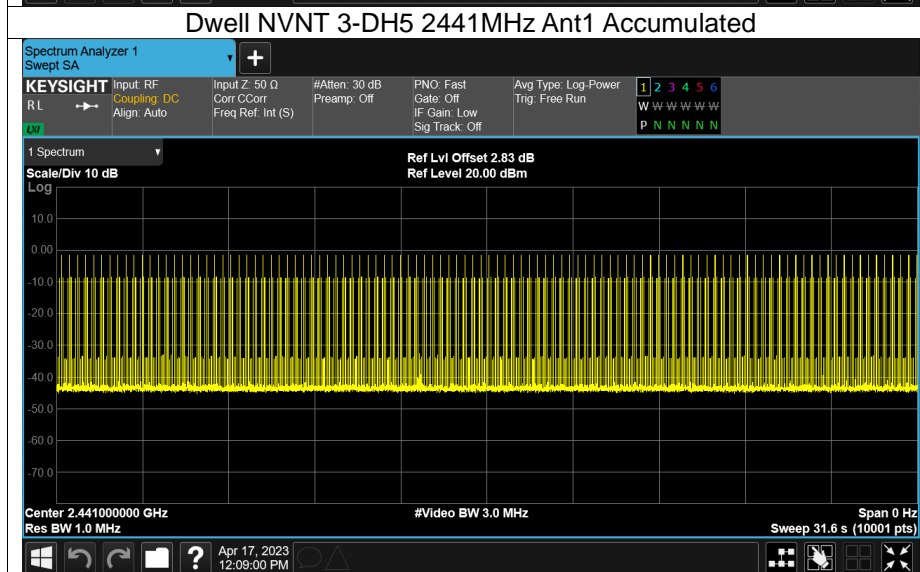 Dwell NVNT 3-DH5 2441MHz Ant1 Accumulated
Spectrum Analyzer 1
Swept SA
+
KEYSIGHT Input: RF Input Z: 50 Ω #Atten: 30 dB PNO: Fast Avg Type: Log-Power 1 2 3 4 5 6
RL Coupling: DC Corr CCorr Preamp: Off Gate: Off Trig: Free Run W W W W W W
Align: Auto Freq Ref: Int (S) IF Gain: Low
LXI Sig Track: Off P N N N N N
1 Spectrum Ref Lvl Offset 2.83 dB
Scale/Div 10 dB Ref Level 20.00 dBm
Log
10.0
0.00
-10.0
-20.0
-30.0
-40.0
-50.0
-60.0
-70.0
Center 2.441000000 GHz #Video BW 3.0 MHz Span 0 Hz
Res BW 1.0 MHz Sweep 31.6 s (10001 pts)
? Apr 17, 2023
12:09:00 PM